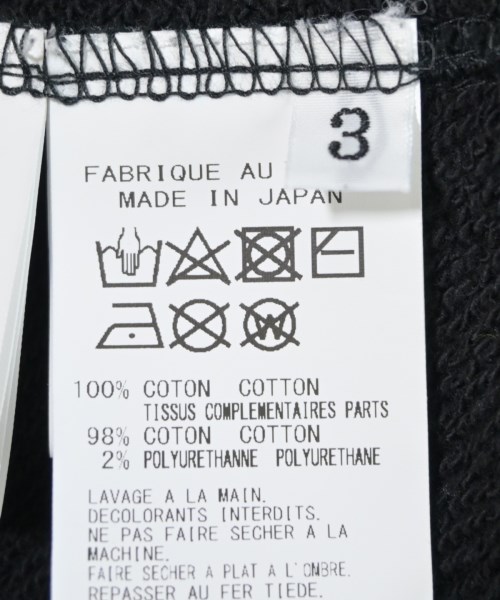 3
FABRIQUE AU
MADE IN JAPAN
W
100% COTON COTTON
TISSUS COMPLEMENTAIRES PARTS
98% COTON COTTON
2% POLYURETHANNE POLYURETHANE
LAVAGE A LA MAIN.
DECOLORANTS INTERDITS.
NE PAS FAIRE SECHER A LA
MACHINE.
FAIRE SECHER A PLAT A L'OMBRE.
REPASSER AU FER TIEDE.